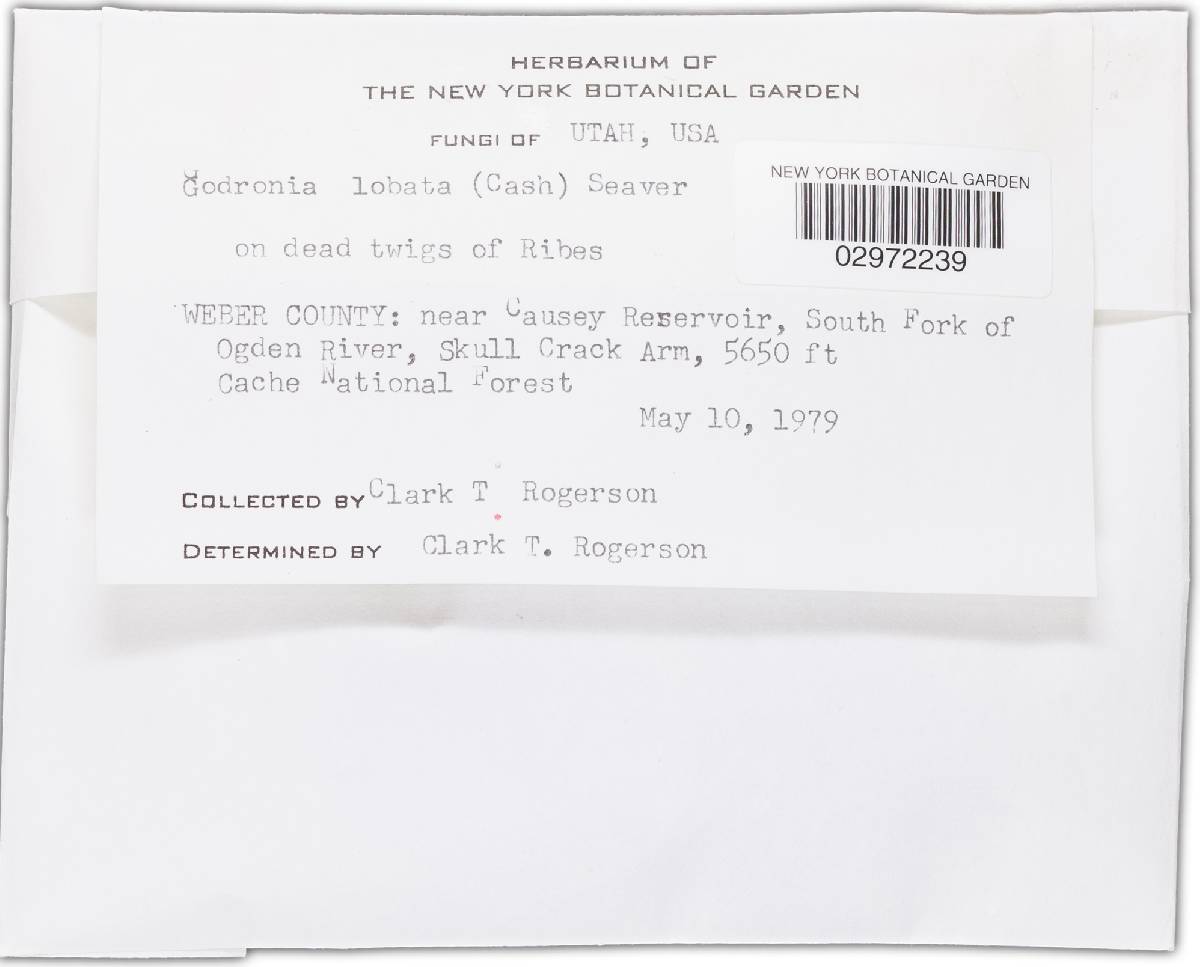 HERBARIUM OF
THE NEW YORK BOTANICAL GARDEN
FUNGI OF UTAH, USA
Godronia lobata (Cash) Seaver
on dead twigs of Ribes
NEW YORK BOTANICAL GARDEN
02972239
WEBER COUNTY: near Causey Reservoir, South Fork of
Ogden River, Skull Crack Arm, 5650 ft
Cache National Forest
May 10, 1979
COLLECTED BY Clark T Rogerson
DETERMINED BY Clark T. Rogerson